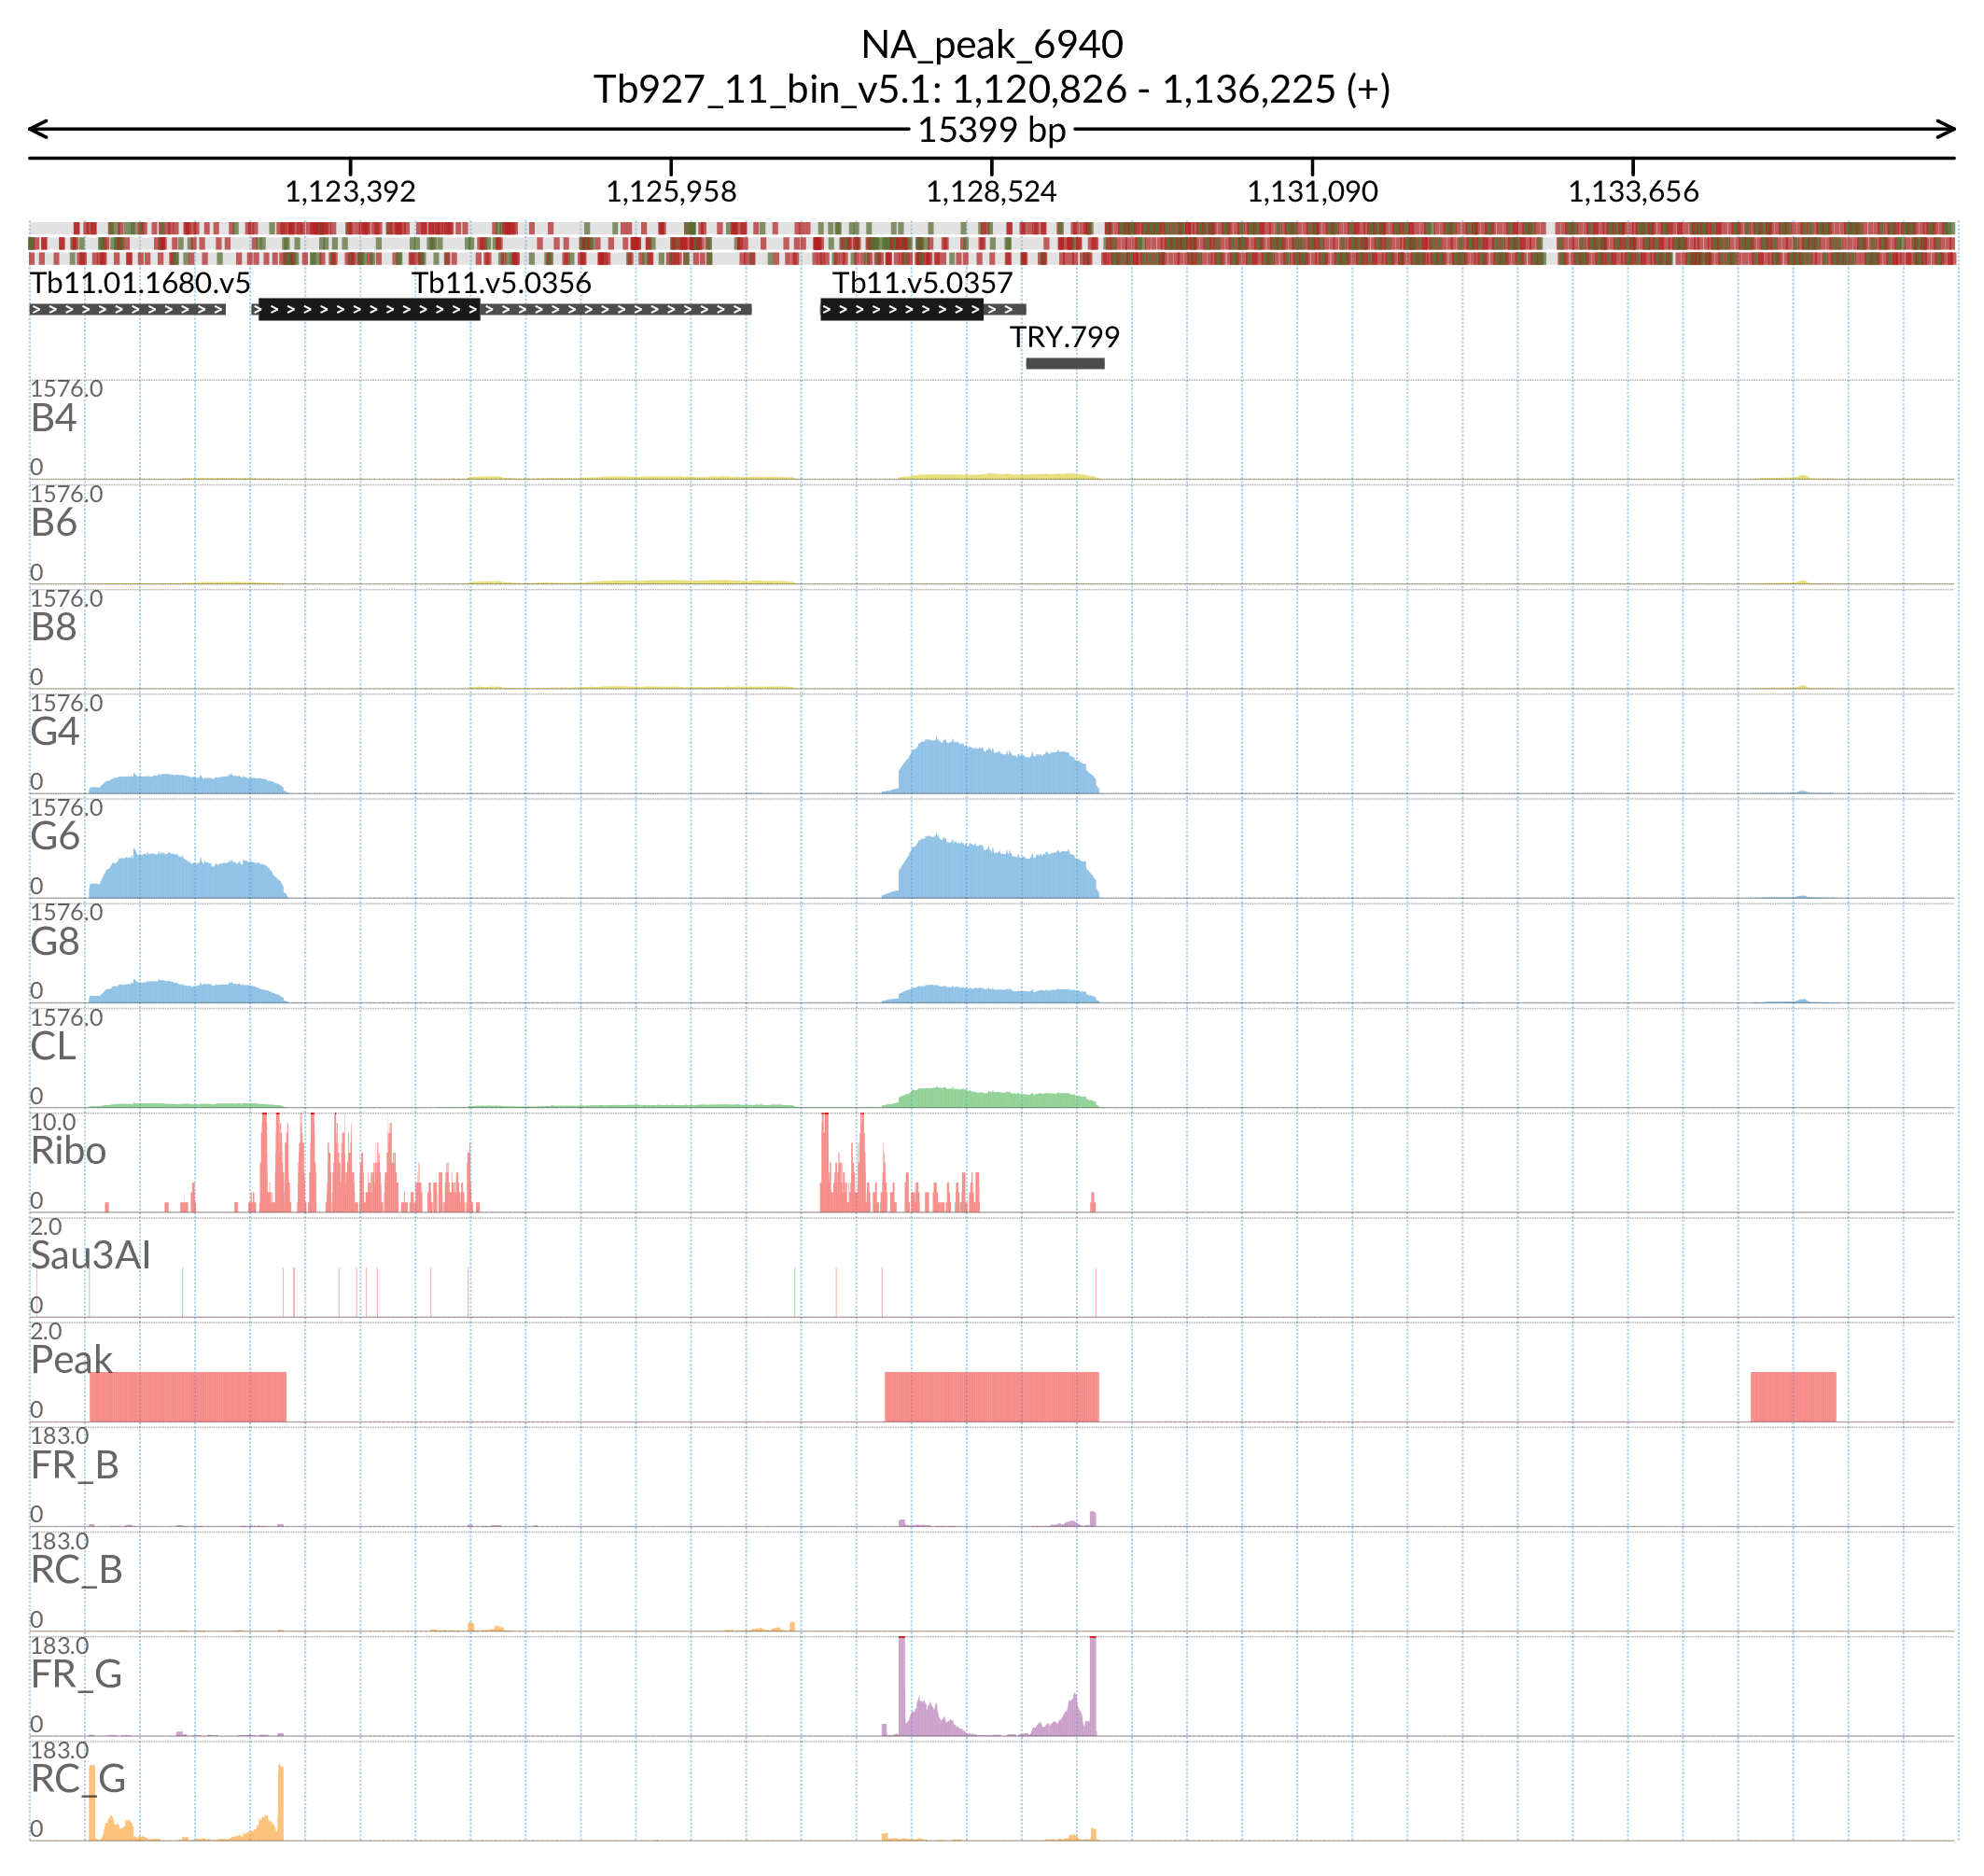 NA_peak_6940
Tb927_11_bin_v5.1: 1,120,826 - 1,136,225 (+)
15399 bp
1,123,392 1,125,958 1,128,524 1,131,090 1,133,656
Tb11.01.1680.v5 Tb11.v5.0356 Tb11.v5.0357
TRY.799
1576.0
B4
0
1576.0
B6
0
1576.0
B8
0
1576.0
G4
0
1576.0
G6
0
1576.0
G8
0
1576.0
CL
0
10.0
Ribo
0
2.0
Sau3AI
0
2.0
Peak
0
183.0
FR_B
0
183.0
RC_B
0
183.0
FR_G
0
183.0
RC_G
0